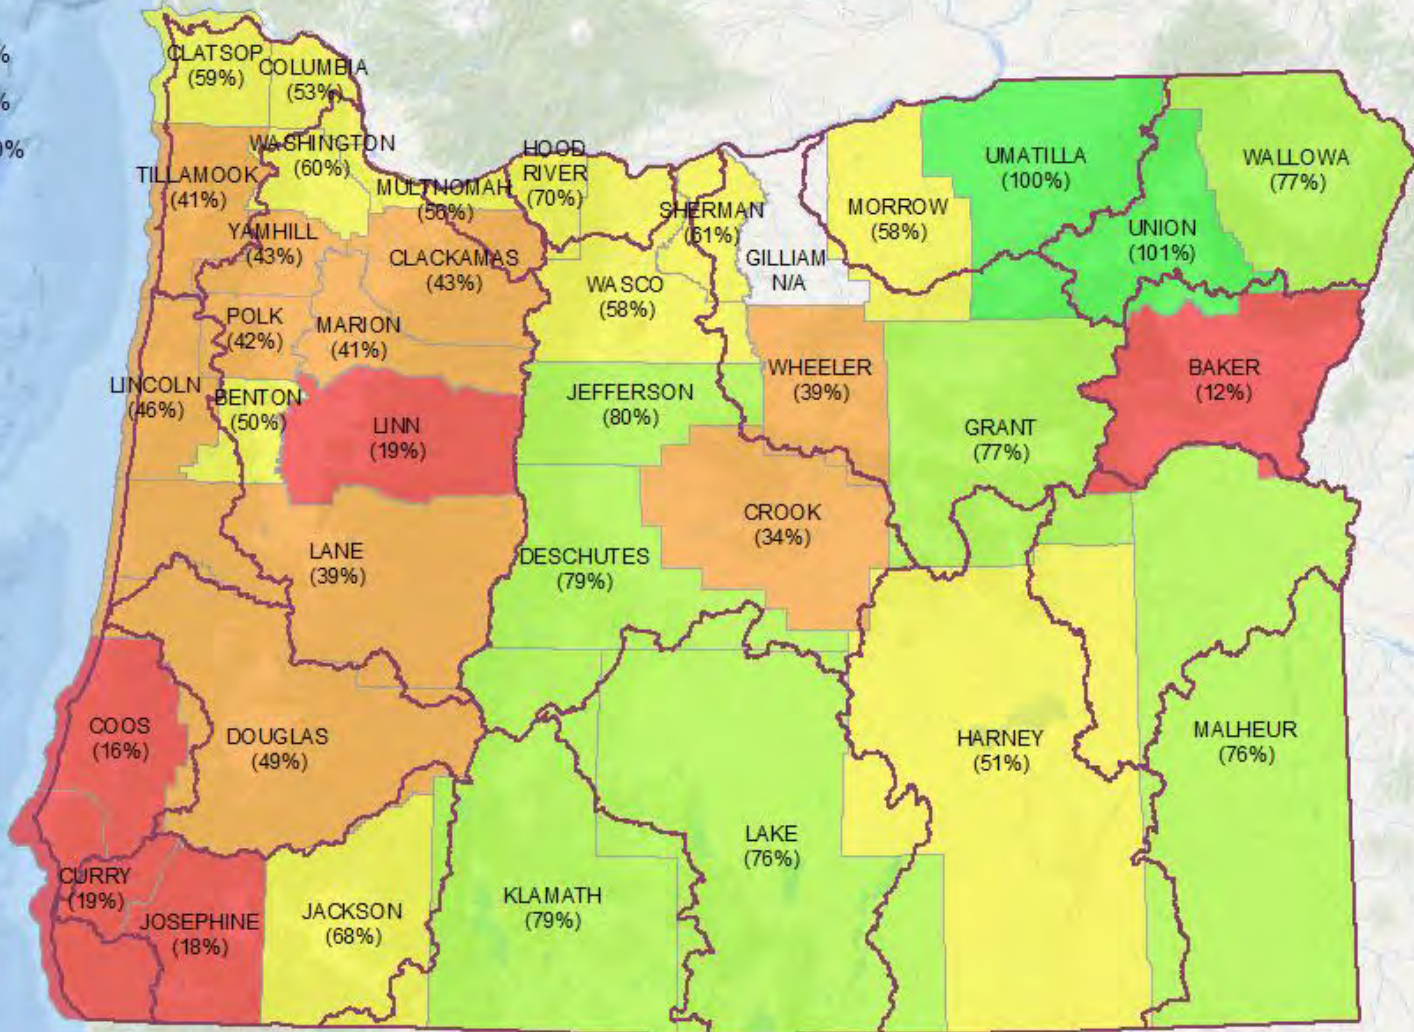 %
%
0%
CLATSOP
(59%)
COLUMBIA
(53%)
WASHINGTON
(60%)
TILLAMOOK
(41%)
MULTNOMAH
(56%)
HOOD
RIVER
(70%)
SHERMAN
(61%)
GILLIAM
N/A
MORROW
(58%)
UMATILLA
(100%)
UNION
(101%)
WALLOWA
(77%)
YAMHILL
(43%)
CLACKAMAS
(43%)
WASCO
(58%)
POLK
(42%)
MARION
(41%)
LINCOLN
(46%)
BENTON
(50%)
LINN
(19%)
JEFFERSON
(80%)
WHEELER
(39%)
GRANT
(77%)
BAKER
(12%)
LANE
(39%)
DESCHUTES
(79%)
CROOK
(34%)
COOS
(16%)
DOUGLAS
(49%)
HARNEY
(51%)
MALHEUR
(76%)
LAKE
(76%)
CURRY
(19%)
JOSEPHINE
(18%)
JACKSON
(68%)
KLAMATH
(79%)